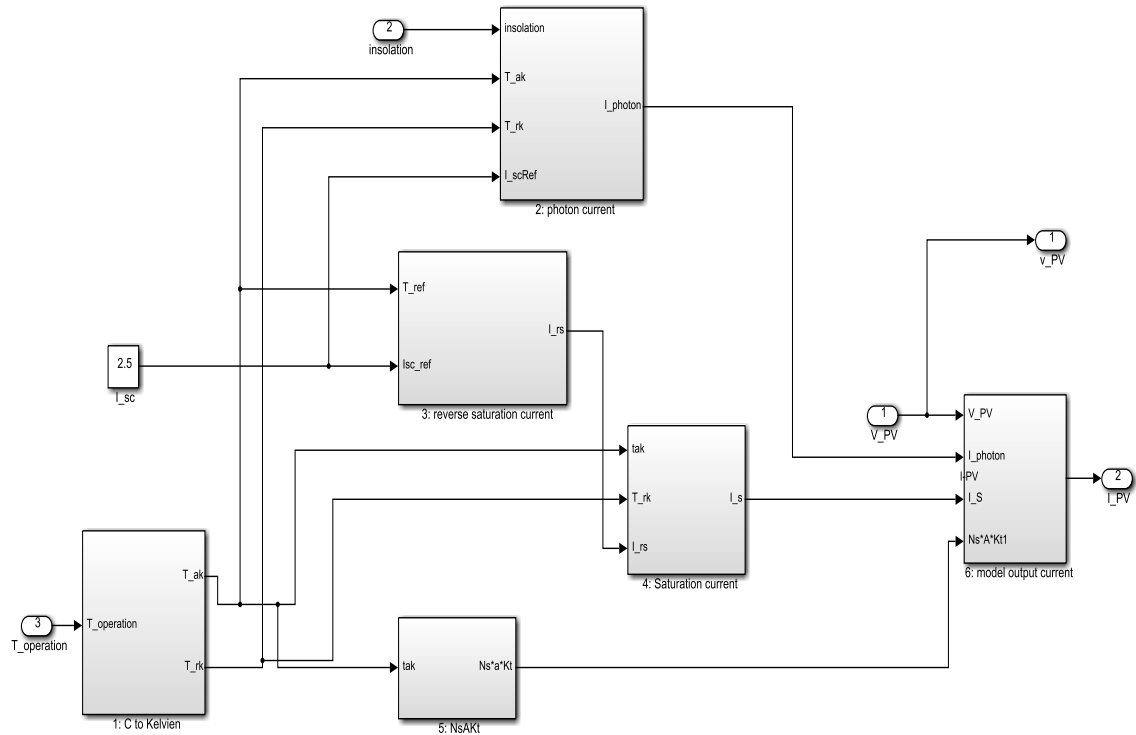 2
insolation
insolation
T_ak
T_rk
I_scRef
I_photon
2: photon current
1
v_PV
T_ref
Isc_ref
I_rs
3: reverse saturation current
2.5
I_sc
1
V_PV
V_PV
I_photon
I-PV
I_S
Ns*A*Kt1
6: model output current
2
I_PV
tak
T_rk
I_rs
I_s
4: Saturation current
3
T_operation
T_operation
T_ak
T_rk
1: C to Kelvien
tak
Ns*a*Kt
5: NsAKt